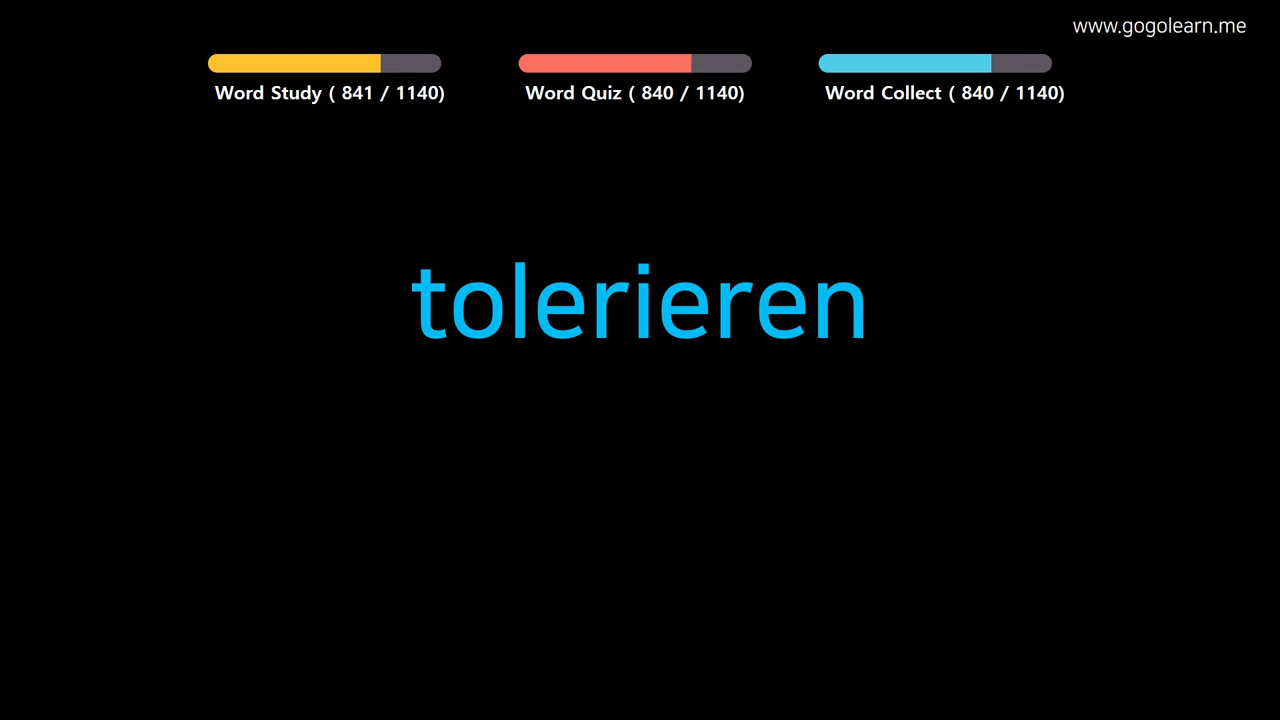 www.gogolearn.me
Word Study ( 841 / 1140)
Word Quiz ( 840 / 1140)
Word Collect ( 840 / 1140)
tolerieren